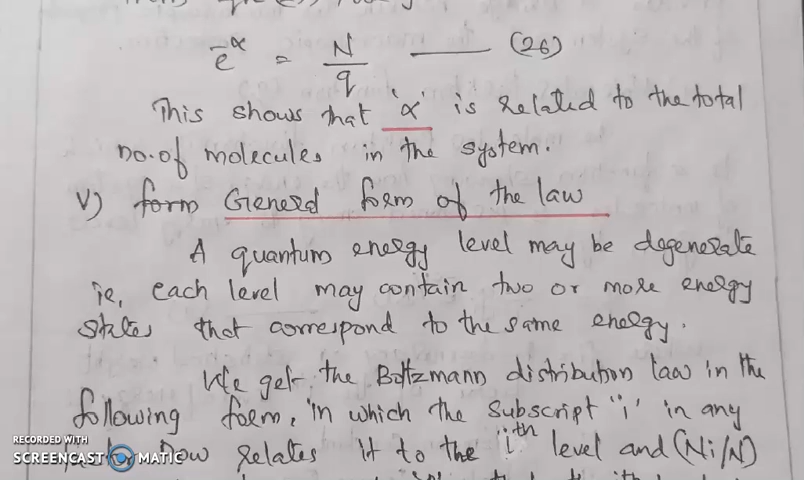 e^-α = N/q ——— (26)
This shows that 'α' is related to the total
no. of molecules in the system.
V) form General form of the law
A quantum energy level may be degenerate
ie, each level may contain two or more energy
states that correspond to the same energy.
We get the Boltzmann distribution law in the
following form, in which the subscript "i" in any
now relates it to the "i th level and (Ni/N)
RECORDED WITH
SCREENCAST MATIC